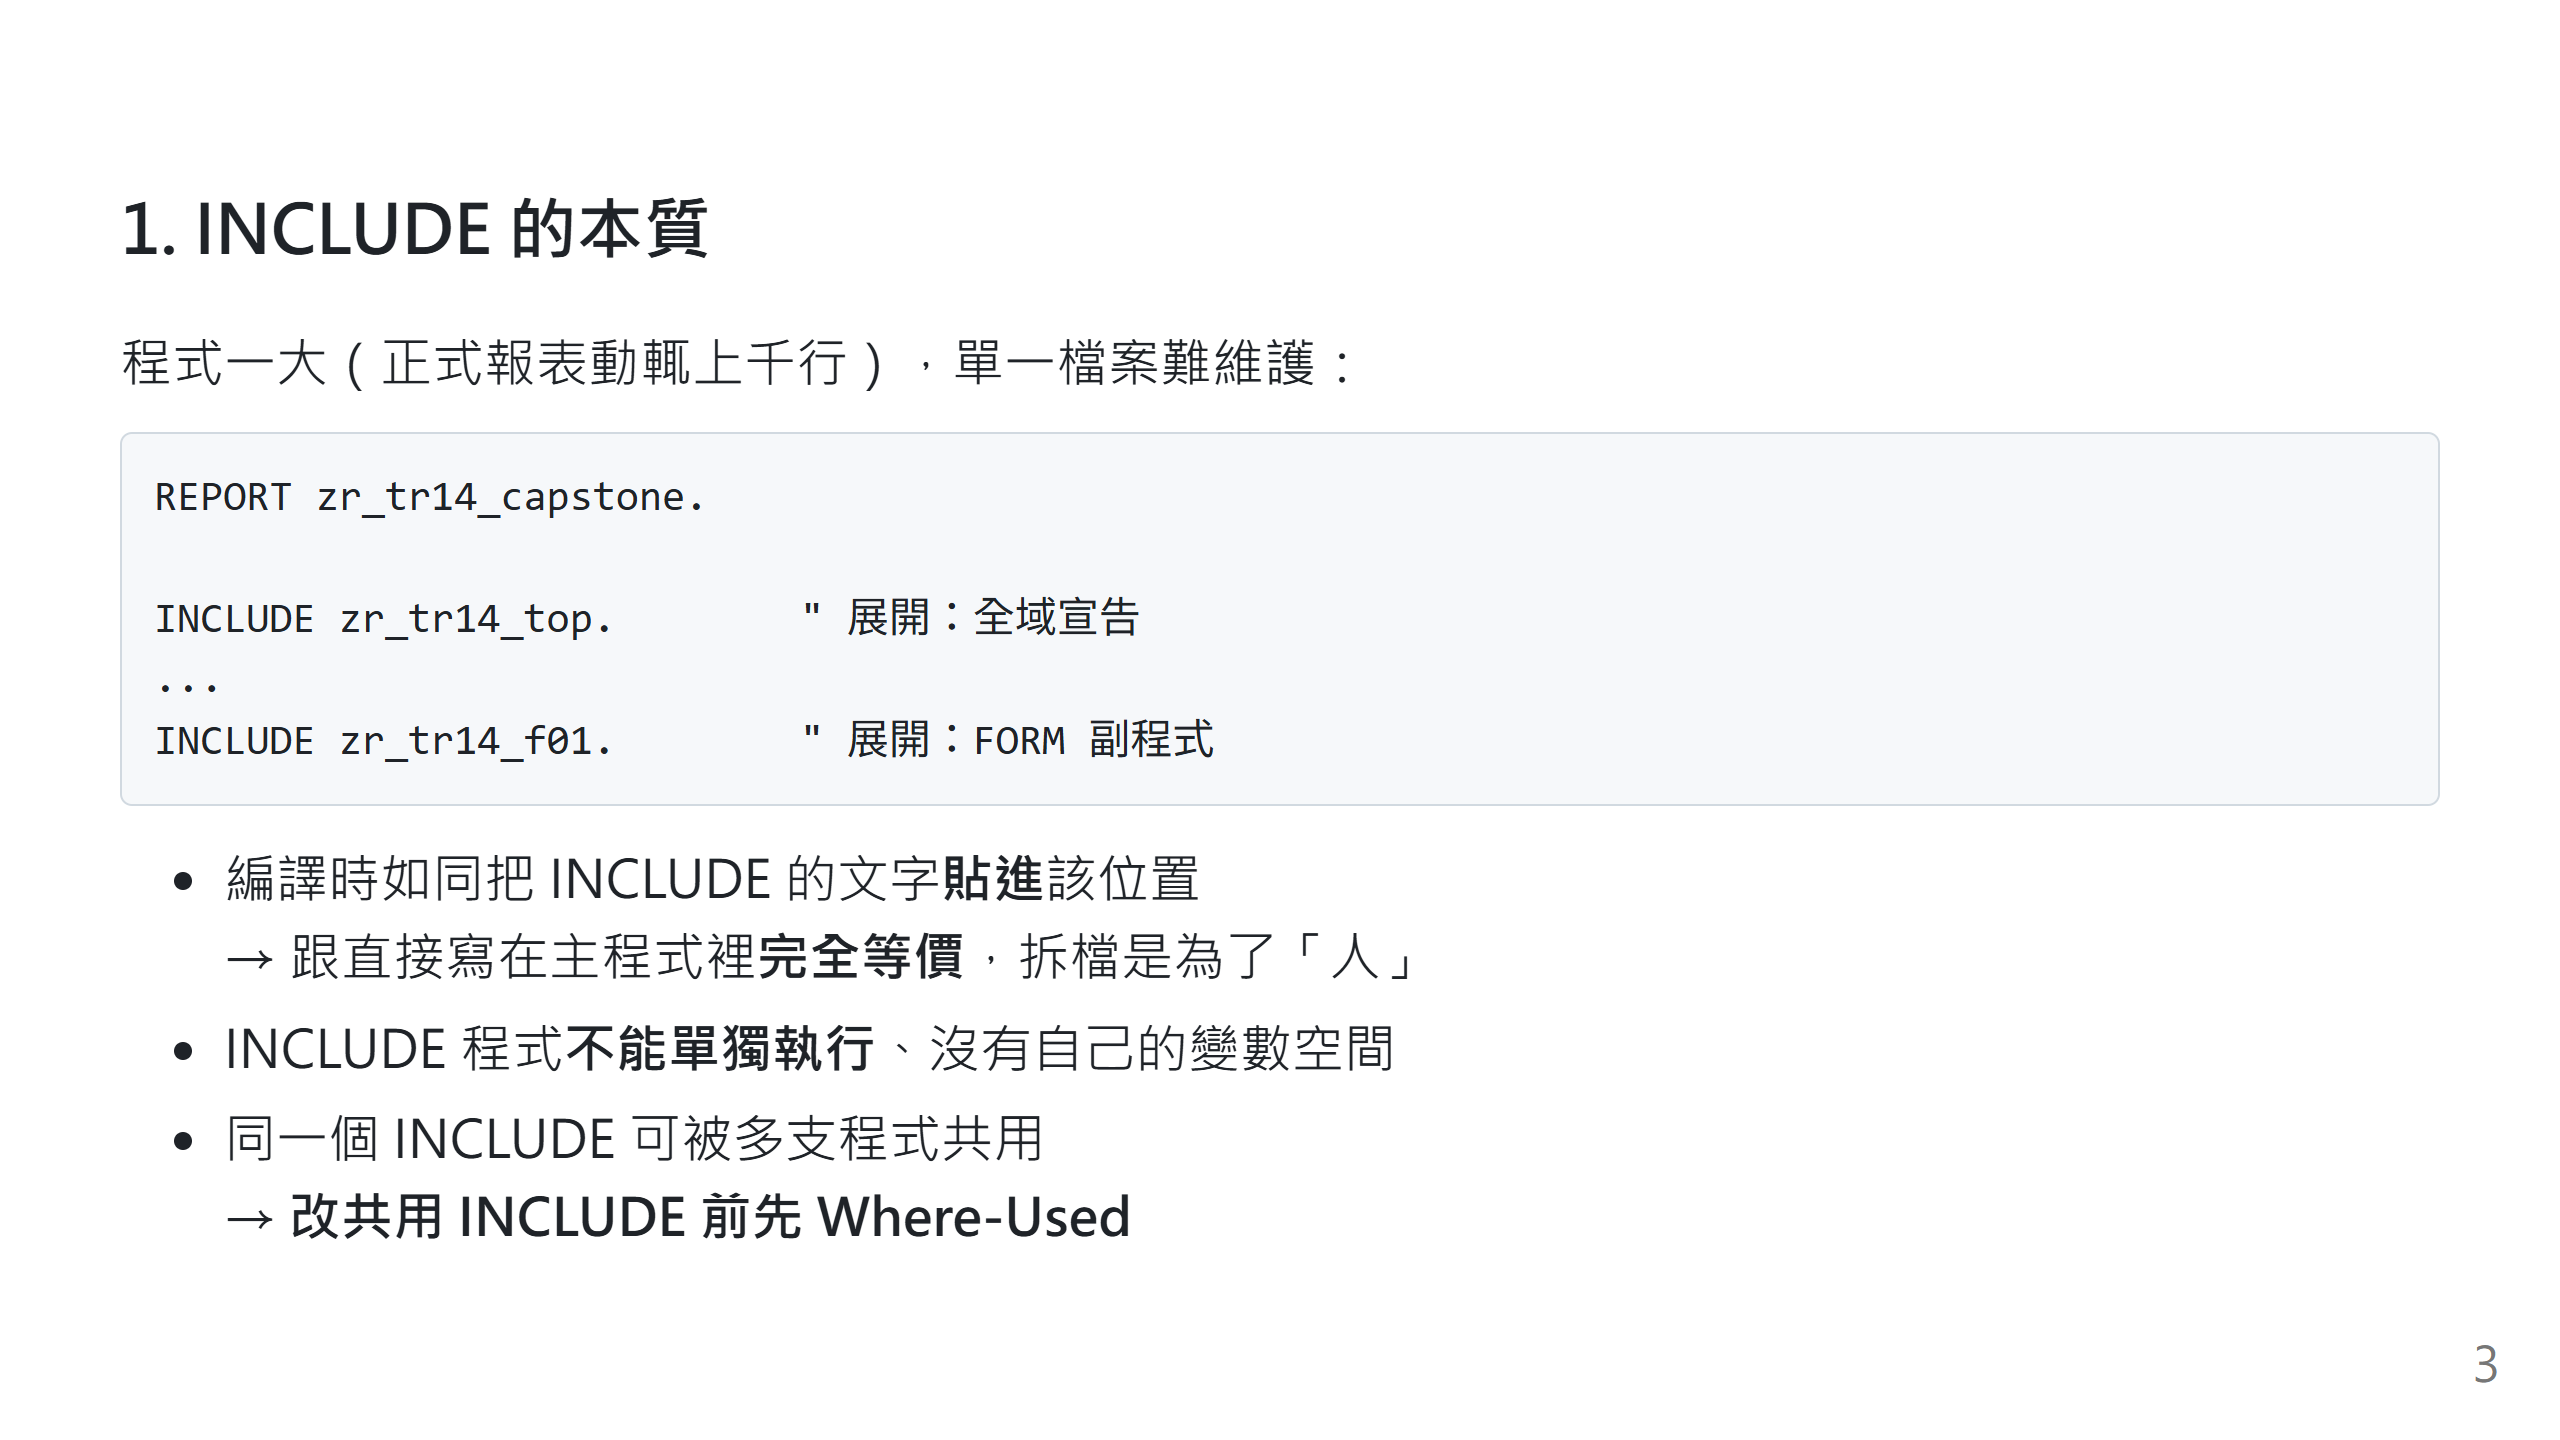 1. INCLUDE 的本質
程式一大（正式報表動輒上千行），單一檔案難維護：
REPORT zr_tr14_capstone.
INCLUDE zr_tr14_top.        " 展開：全域宣告
...
INCLUDE zr_tr14_f01.        " 展開：FORM 副程式
• 編譯時如同把 INCLUDE 的文字貼進該位置
→ 跟直接寫在主程式裡完全等價，拆檔是為了「人」
• INCLUDE 程式不能單獨執行、沒有自己的變數空間
• 同一個 INCLUDE 可被多支程式共用
→ 改共用 INCLUDE 前先 Where-Used
3